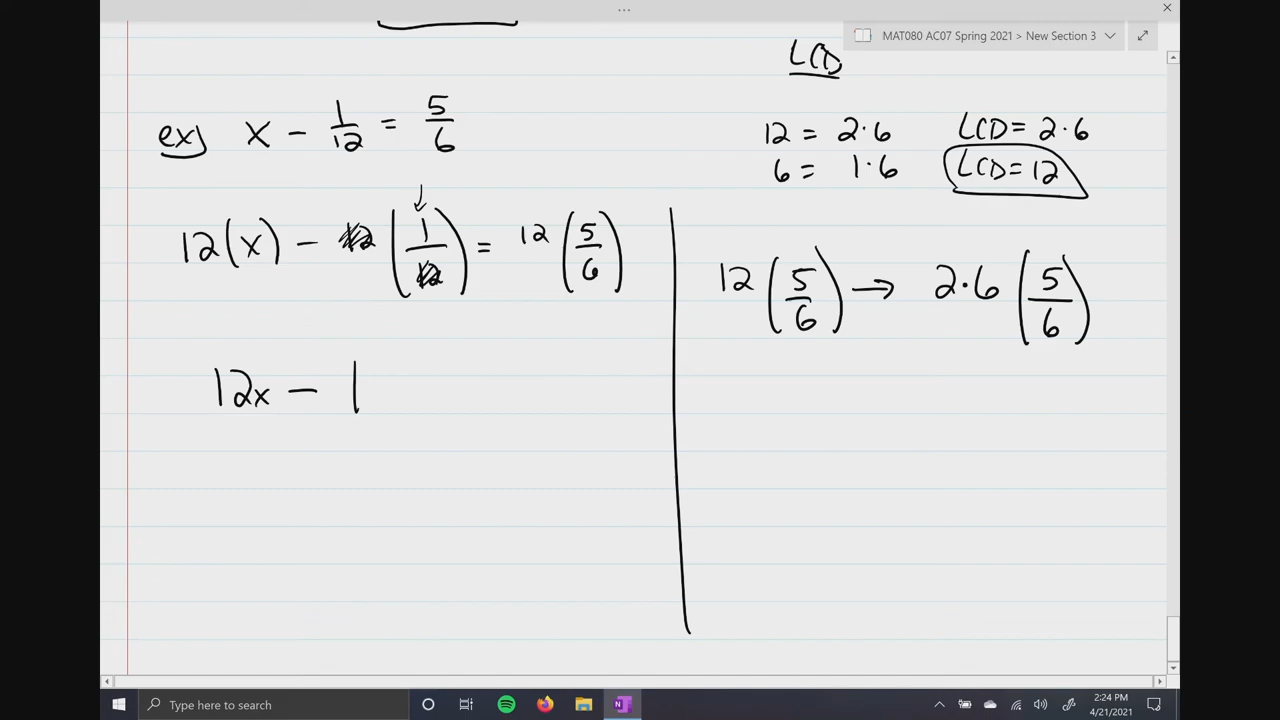 MAT080 AC07 Spring 2021 > New Section 3
LCD
ex) x - 1/12 = 5/6
12 = 2·6 LCD = 2·6
6 = 1·6 LCD = 12
12(x) - 12(1/12) = 12(5/6)
12(5/6) → 2·6(5/6)
12x - 1
Type here to search
2:24 PM
4/21/2021